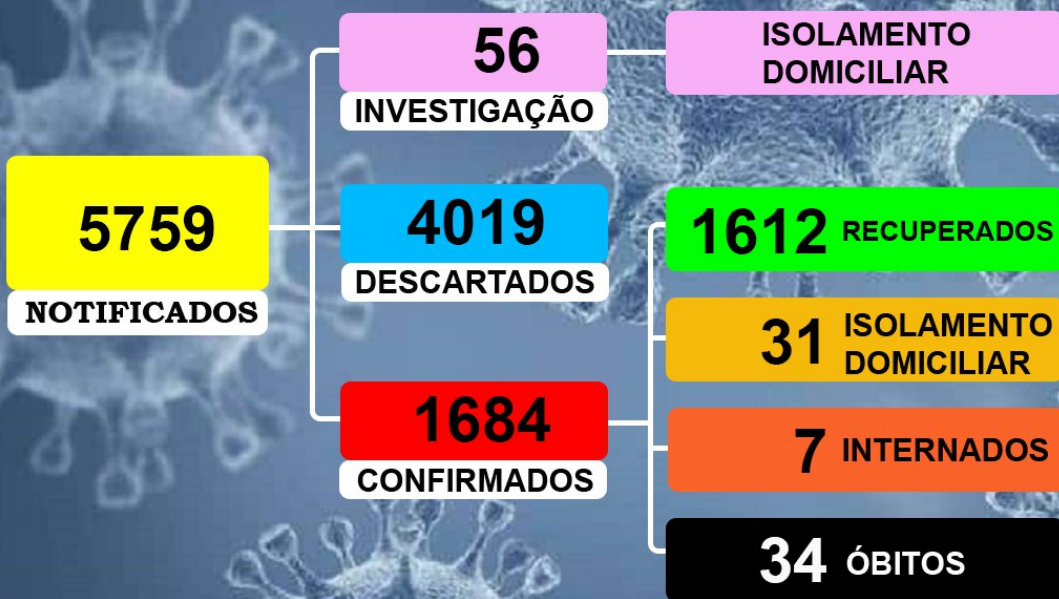 5759
NOTIFICADOS
56
INVESTIGAÇÃO
ISOLAMENTO
DOMICILIAR
4019
DESCARTADOS
1684
CONFIRMADOS
1612 RECUPERADOS
31 ISOLAMENTO
DOMICILIAR
7 INTERNADOS
34 ÓBITOS